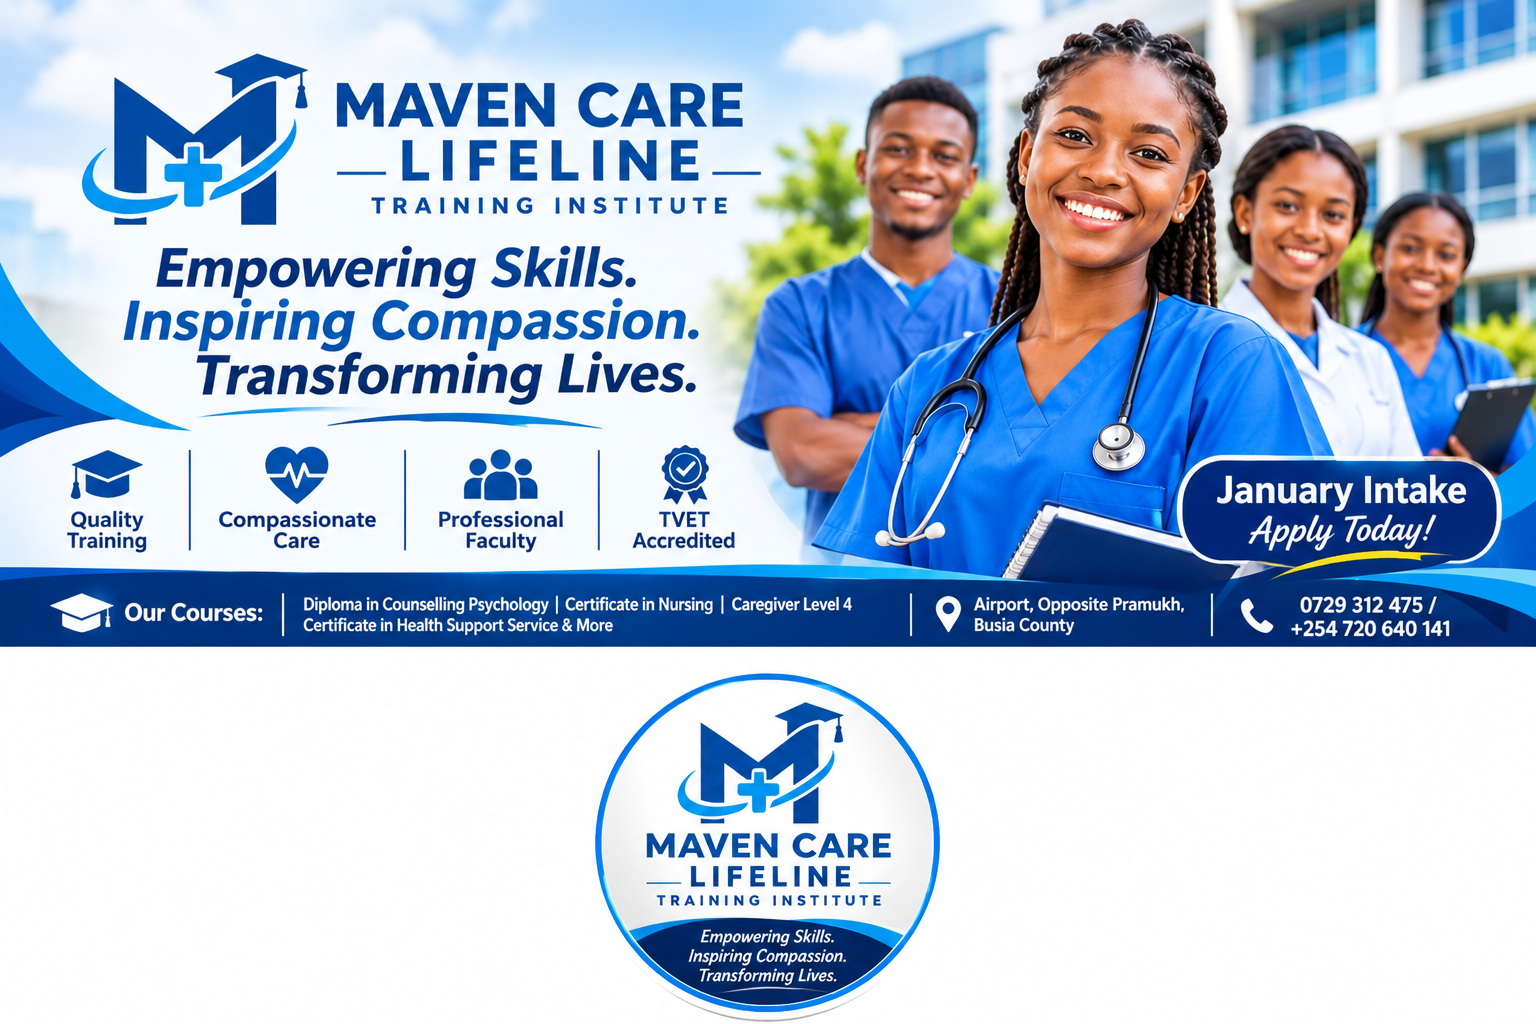 MAVEN CARE
LIFELINE
TRAINING INSTITUTE
Empowering Skills.
Inspiring Compassion.
Transforming Lives.
Quality
Training
Compassionate
Care
Professional
Faculty
TVET
Accredited
January Intake
Apply Today!
Our Courses:
Diploma in Counselling Psychology | Certificate in Nursing | Caregiver Level 4
Certificate in Health Support Service & More
Airport, Opposite Pramukh,
Busia County
0729 312 475 /
+254 720 640 141
MAVEN CARE
LIFELINE
TRAINING INSTITUTE
Empowering Skills.
Inspiring Compassion.
Transforming Lives.